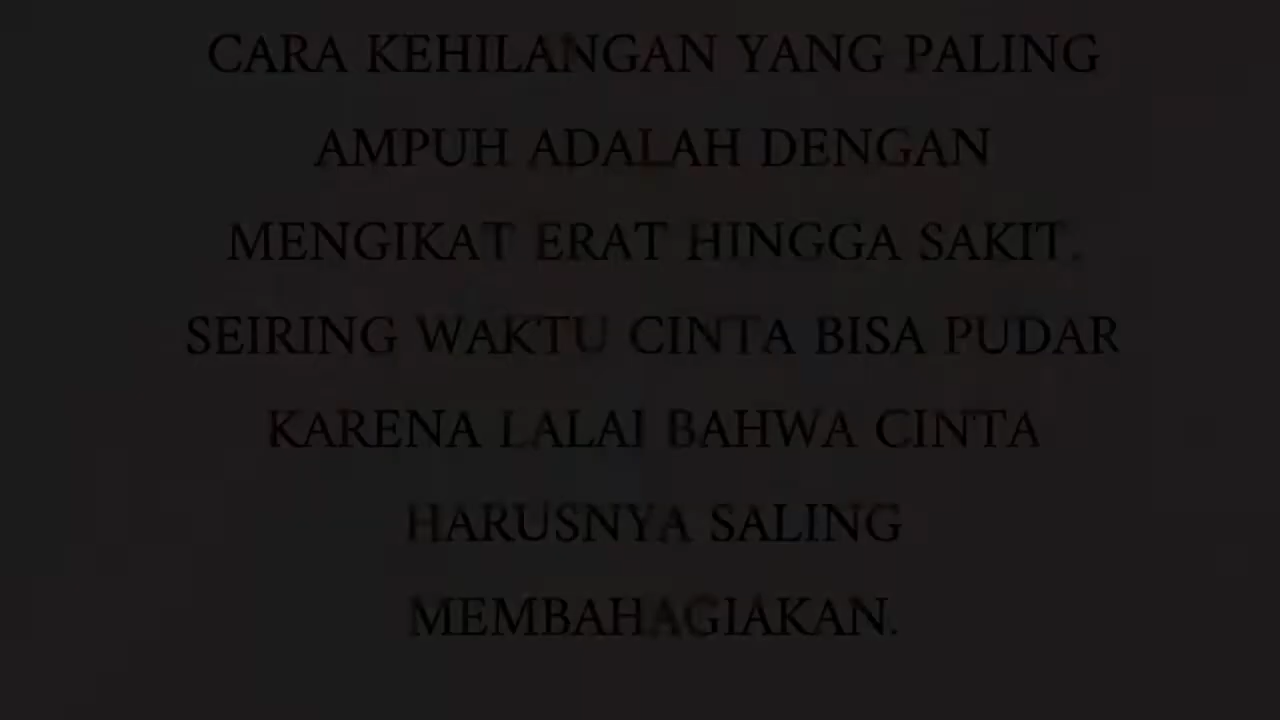 CARA KEHILANGAN YANG PALING
AMPUH ADALAH DENGAN
MENGIKAT ERAT HINGGA SAKIT.
SEIRING WAKTU CINTA BISA PUDAR
KARENA LALAI BAHWA CINTA
HARUSNYA SALING
MEMBAHAGIAKAN.